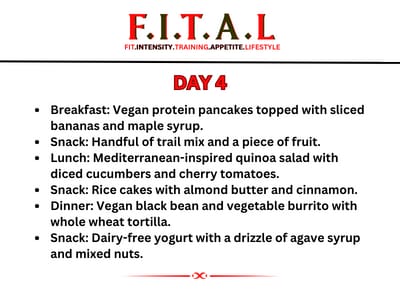 F.I.T.A.L
FIT.INTENSITY.TRAINING.APPETITE.LIFESTYLE
DAY 4
• Breakfast: Vegan protein pancakes topped with sliced
bananas and maple syrup.
• Snack: Handful of trail mix and a piece of fruit.
• Lunch: Mediterranean-inspired quinoa salad with
diced cucumbers and cherry tomatoes.
• Snack: Rice cakes with almond butter and cinnamon.
• Dinner: Vegan black bean and vegetable burrito with
whole wheat tortilla.
• Snack: Dairy-free yogurt with a drizzle of agave syrup
and mixed nuts.